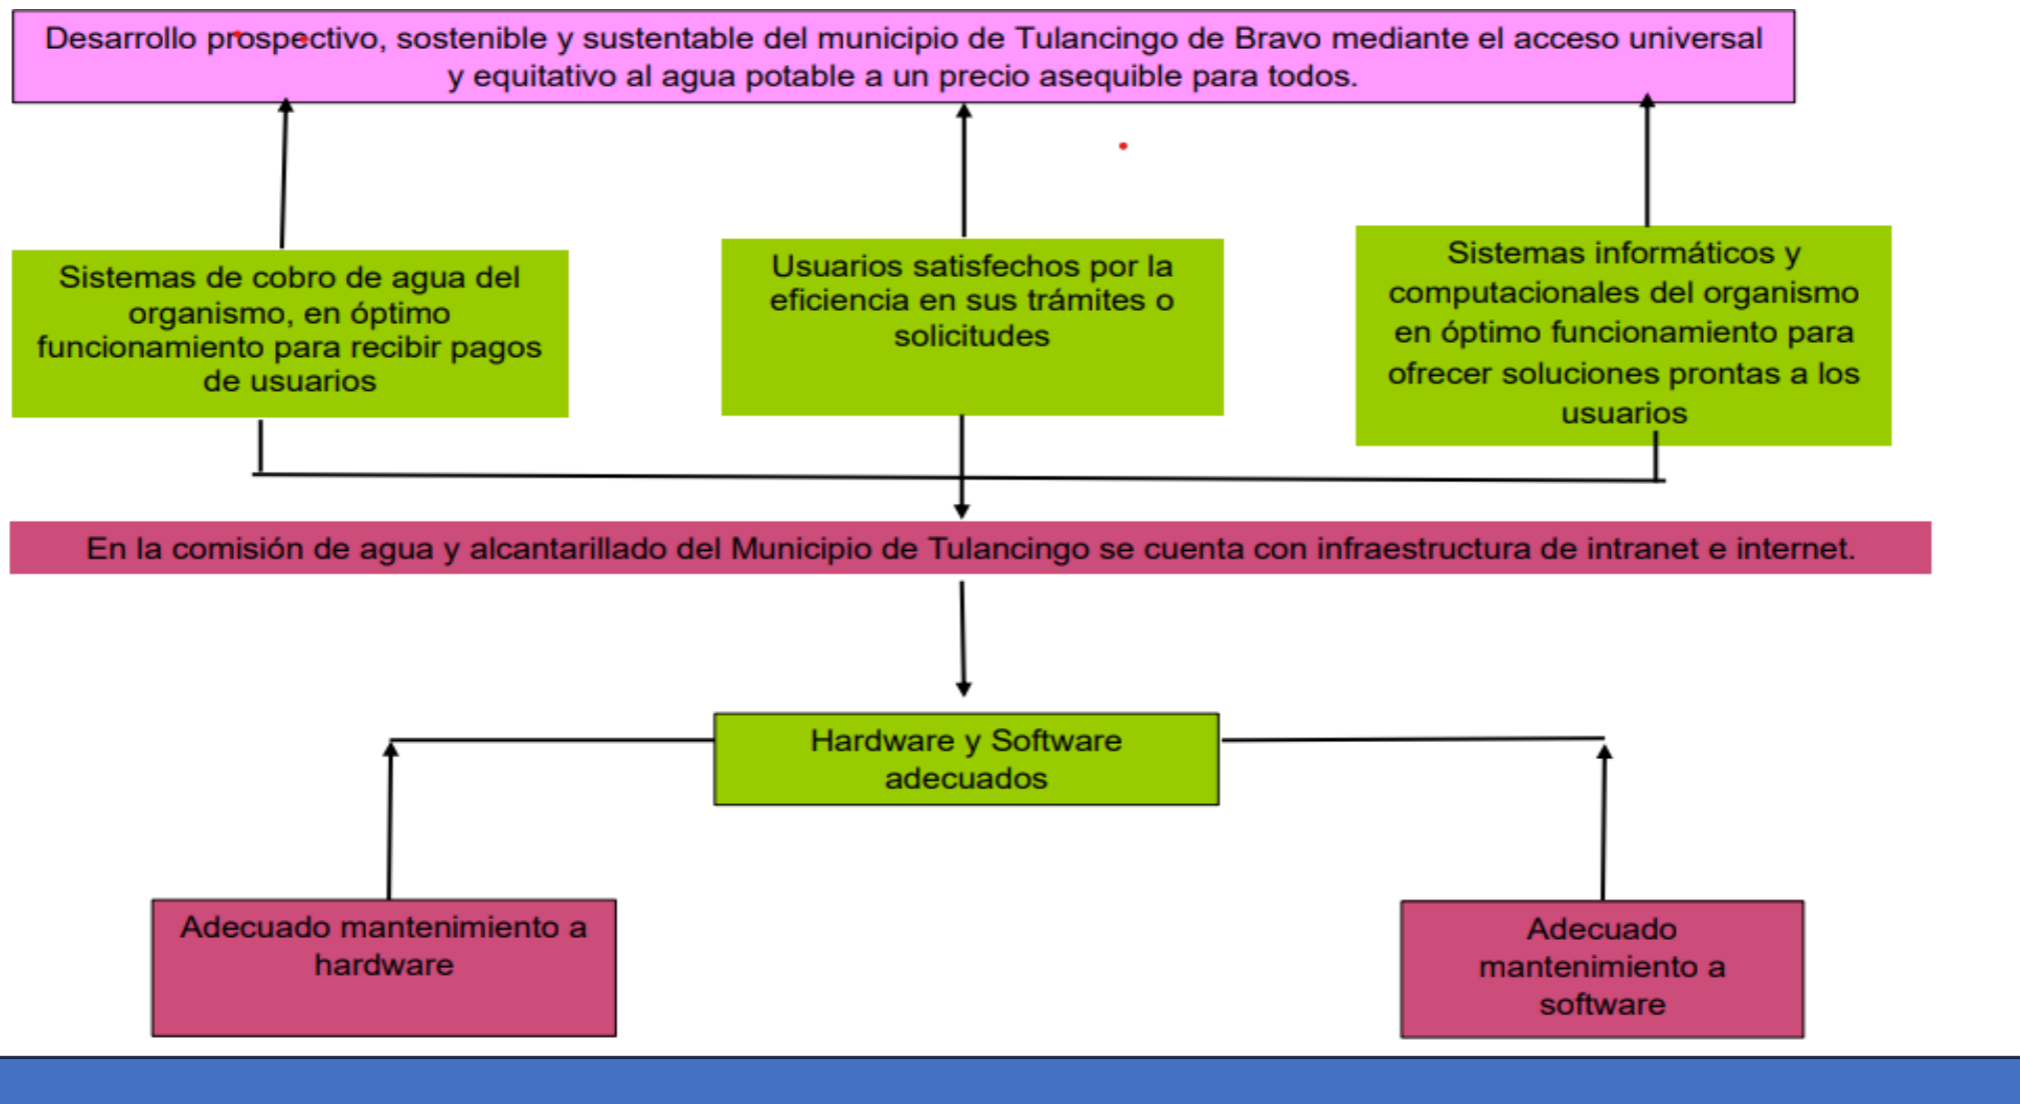 Desarrollo prospectivo, sostenible y sustentable del municipio de Tulancingo de Bravo mediante el acceso universal
y equitativo al agua potable a un precio asequible para todos.
Sistemas de cobro de agua del
organismo, en óptimo
funcionamiento para recibir pagos
de usuarios
Usuarios satisfechos por la
eficiencia en sus trámites o
solicitudes
Sistemas informáticos y
computacionales del organismo
en óptimo funcionamiento para
ofrecer soluciones prontas a los
usuarios
En la comisión de agua y alcantarillado del Municipio de Tulancingo se cuenta con infraestructura de intranet e internet.
Hardware y Software
adecuados
Adecuado mantenimiento a
hardware
Adecuado
mantenimiento a
software